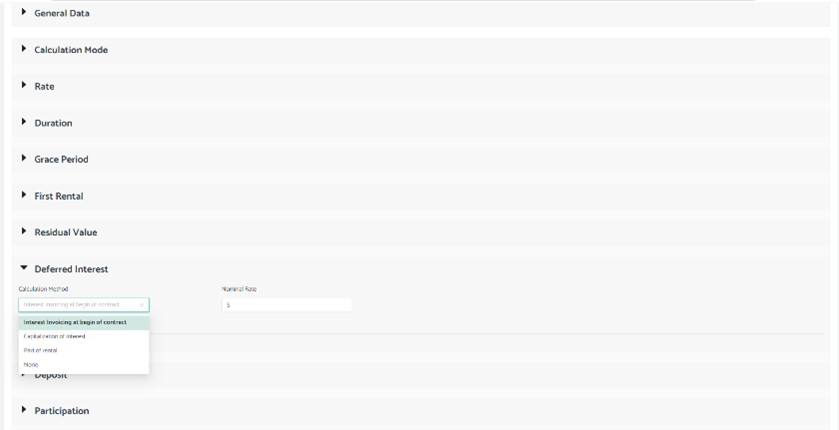 General Data
Calculation Mode
Rate
Duration
Grace Period
First Rental
Residual Value
Deferred Interest
Calculation Method
Nominal Rate
Interest Invoicing at begin of contract
5
Interest Invoicing at begin of contract
Capitalization of interest
Part of rental
None
Deposit
Participation